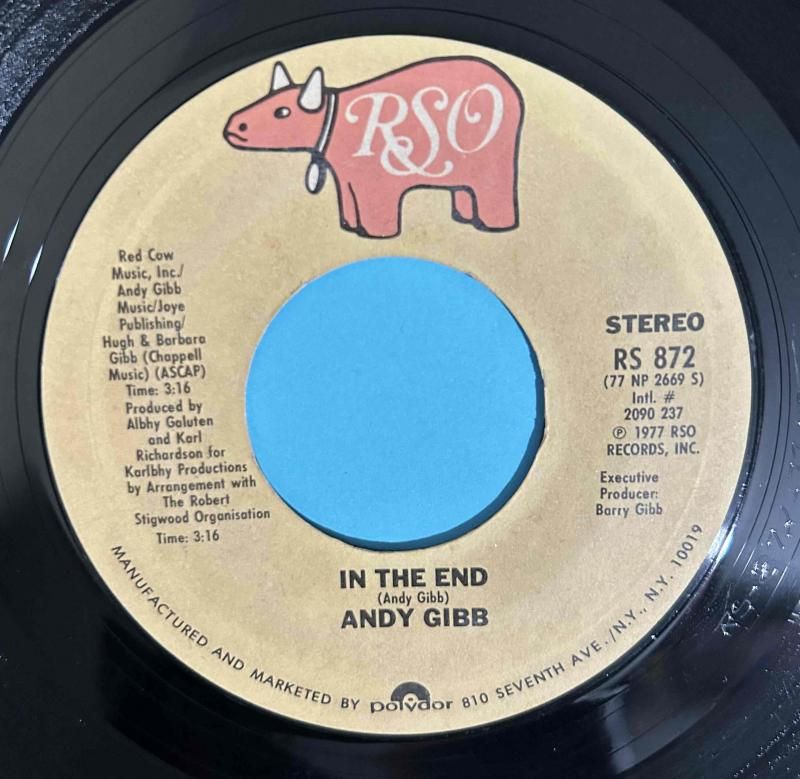 RSO
Red Cow
Music, Inc./
Andy Gibb
Music/Joye
Publishing/
Hugh & Barbara
Gibb (Chappell
Music) (ASCAP)
Time: 3:16
Produced by
Albhy Galuten
and Karl
Richardson for
Karlbhy Productions
by Arrangement with
The Robert
Stigwood Organisation
Time: 3:16
STEREO
RS 872
(77 NP 2669 S)
Intl. #
2090 237
℗ 1977 RSO
RECORDS, INC.
Executive
Producer:
Barry Gibb
IN THE END
(Andy Gibb)
ANDY GIBB
MANUFACTURED AND MARKETED BY polydor 810 SEVENTH AVE./N.Y., N.Y. 10019